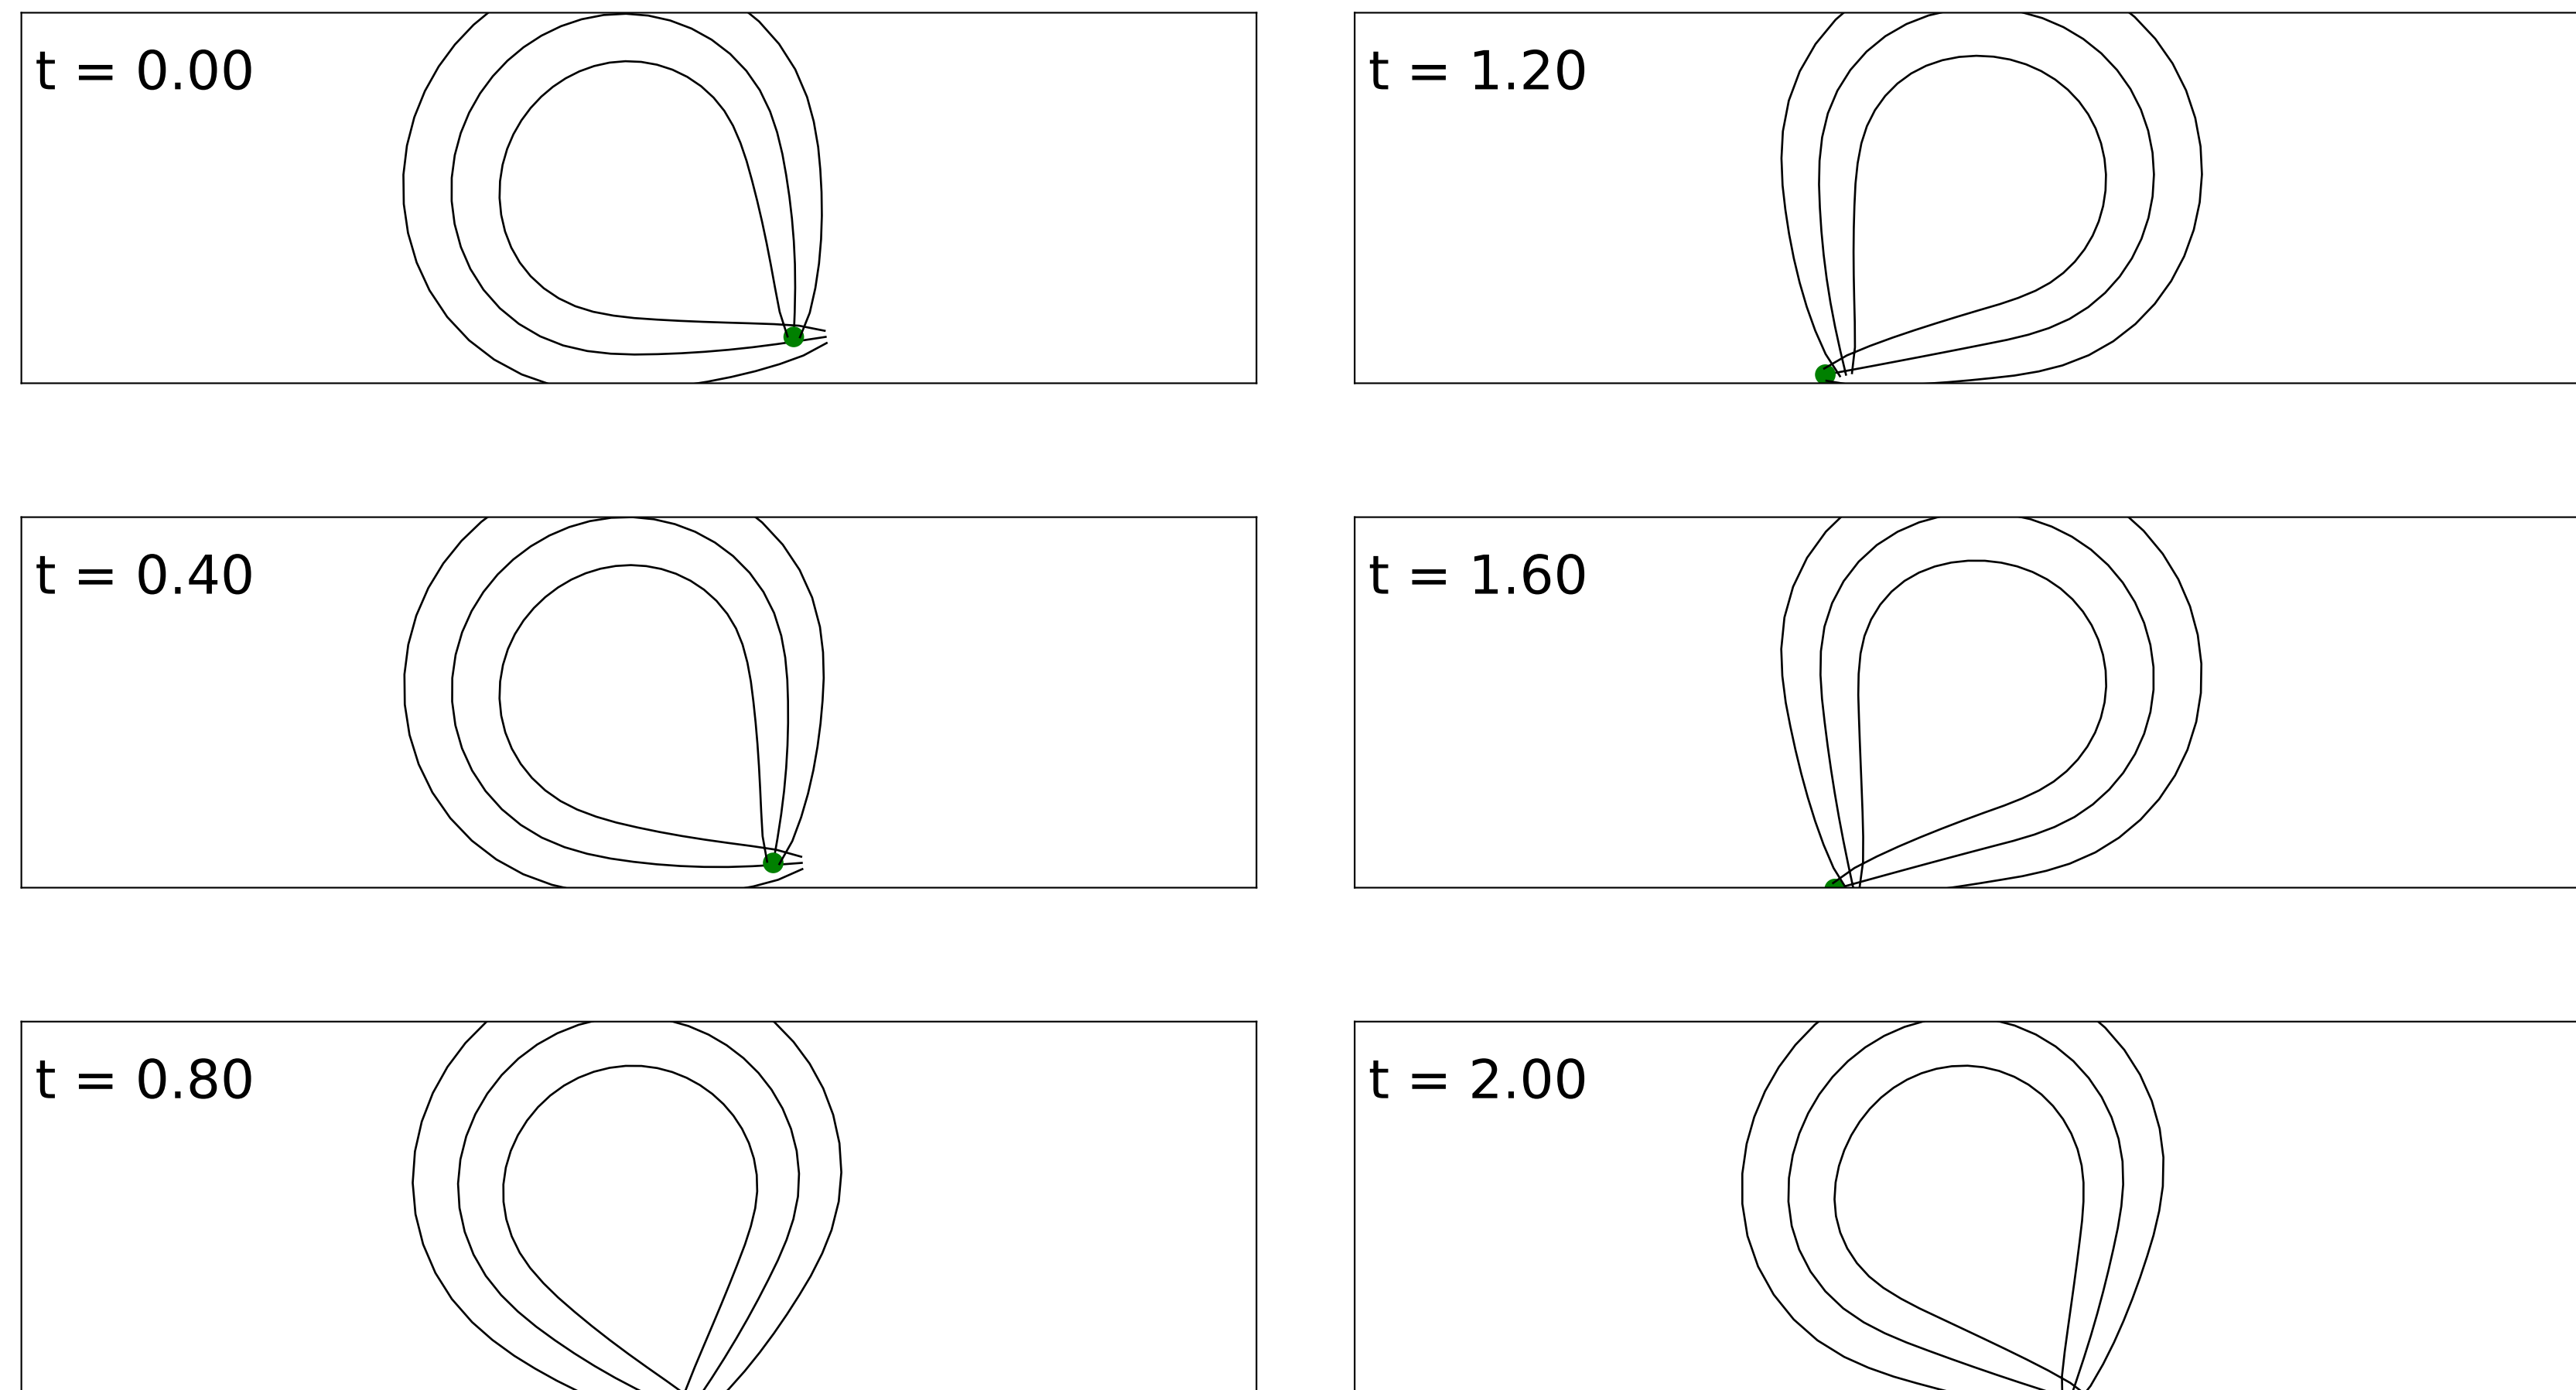 t = 0.00
t = 1.20
t = 0.40
t = 1.60
t = 0.80
t = 2.00